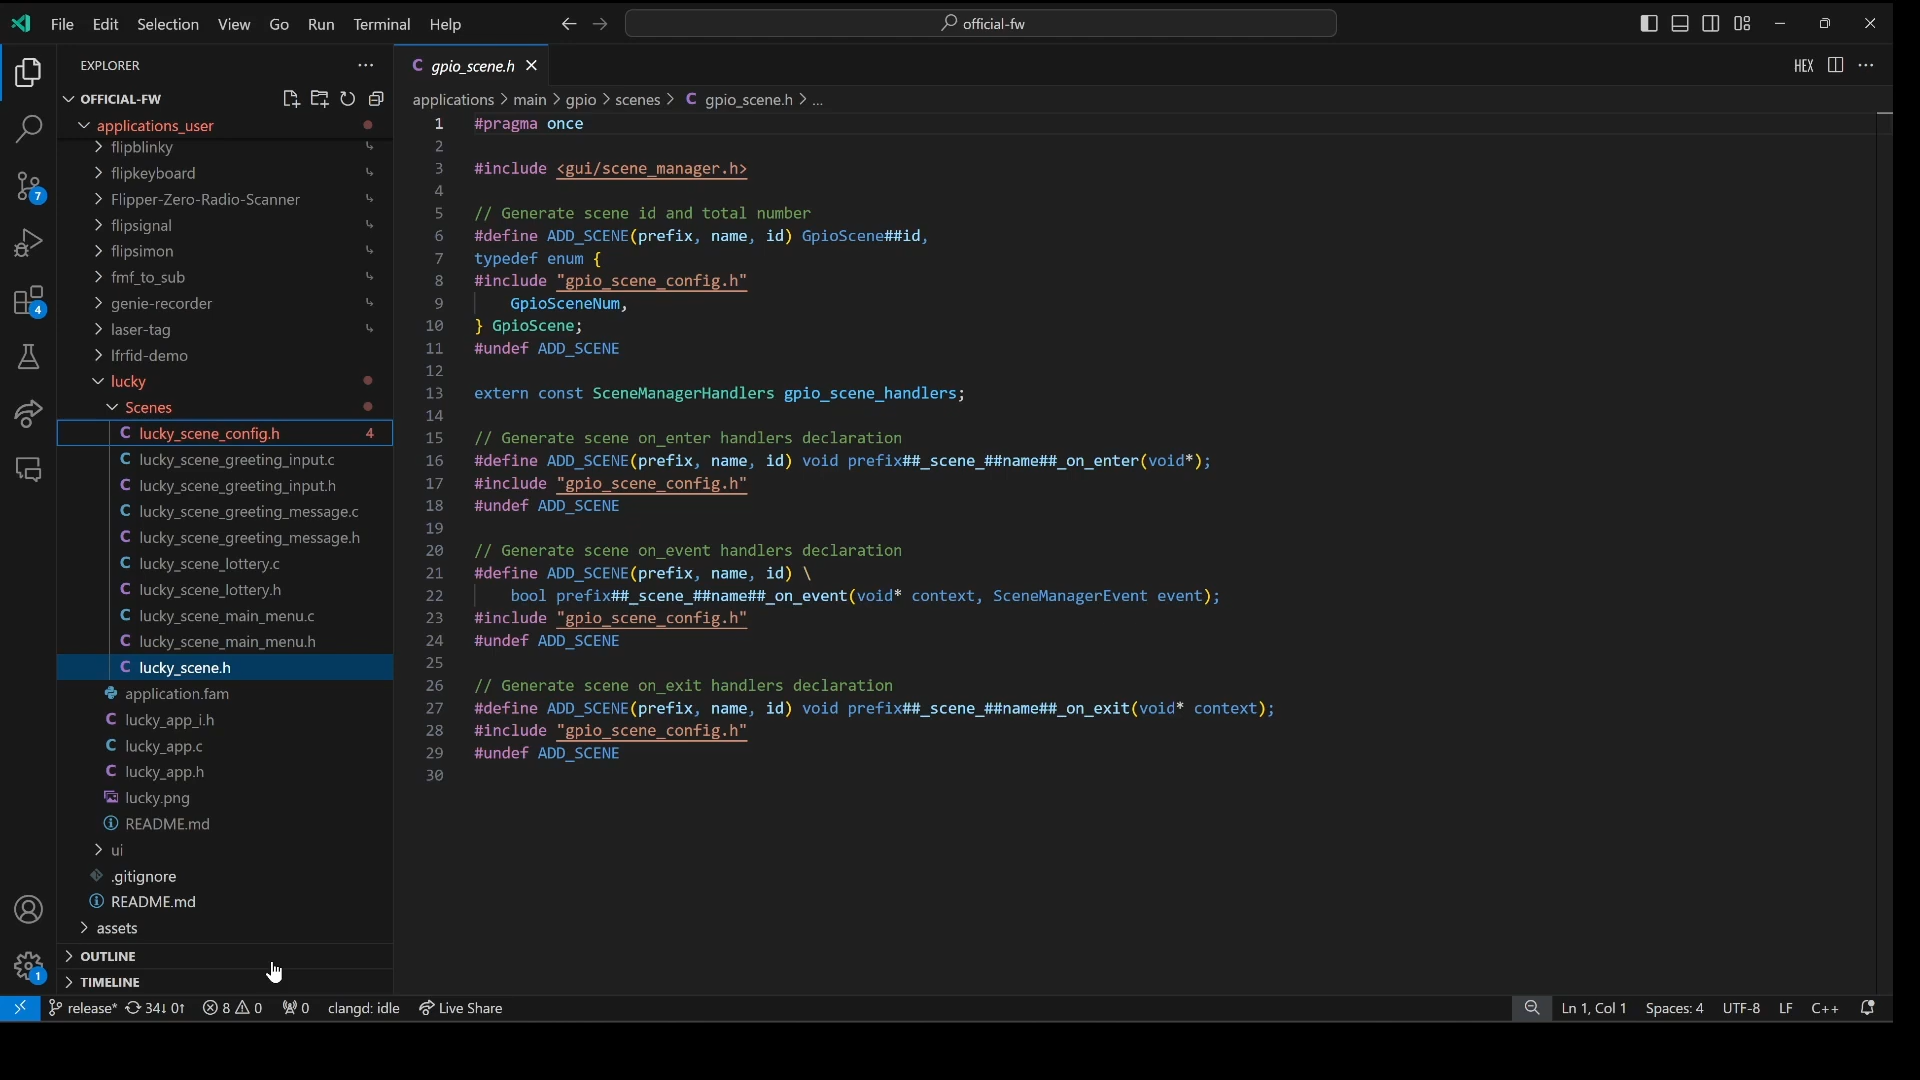 File Edit Selection View Go Run Terminal Help
official-fw
EXPLORER
OFFICIAL-FW
applications_user
flipblinky
flipkeyboard
Flipper-Zero-Radio-Scanner
flipsignal
flipsimon
fmf_to_sub
genie-recorder
laser-tag
lfrfid-demo
lucky
Scenes
lucky_scene_config.h 4
lucky_scene_greeting_input.c
lucky_scene_greeting_input.h
lucky_scene_greeting_message.c
lucky_scene_greeting_message.h
lucky_scene_lottery.c
lucky_scene_lottery.h
lucky_scene_main_menu.c
lucky_scene_main_menu.h
lucky_scene.h
application.fam
lucky_app_i.h
lucky_app.c
lucky_app.h
lucky.png
README.md
ui
.gitignore
README.md
assets
OUTLINE
TIMELINE
7
4
1
C gpio_scene.h
HEX
applications > main > gpio > scenes > C gpio_scene.h > ...
1 #pragma once
2
3 #include <gui/scene_manager.h>
4
5 // Generate scene id and total number
6 #define ADD_SCENE(prefix, name, id) GpioScene##id,
7 typedef enum {
8 #include "gpio_scene_config.h"
9 GpioSceneNum,
10 } GpioScene;
11 #undef ADD_SCENE
12
13 extern const SceneManagerHandlers gpio_scene_handlers;
14
15 // Generate scene on_enter handlers declaration
16 #define ADD_SCENE(prefix, name, id) void prefix##_scene_##name##_on_enter(void*);
17 #include "gpio_scene_config.h"
18 #undef ADD_SCENE
19
20 // Generate scene on_event handlers declaration
21 #define ADD_SCENE(prefix, name, id) \
22 bool prefix##_scene_##name##_on_event(void* context, SceneManagerEvent event);
23 #include "gpio_scene_config.h"
24 #undef ADD_SCENE
25
26 // Generate scene on_exit handlers declaration
27 #define ADD_SCENE(prefix, name, id) void prefix##_scene_##name##_on_exit(void* context);
28 #include "gpio_scene_config.h"
29 #undef ADD_SCENE
30
release* 34↓ 0↑ 8 0 0 clangd: idle Live Share
Ln 1, Col 1 Spaces: 4 UTF-8 LF C++